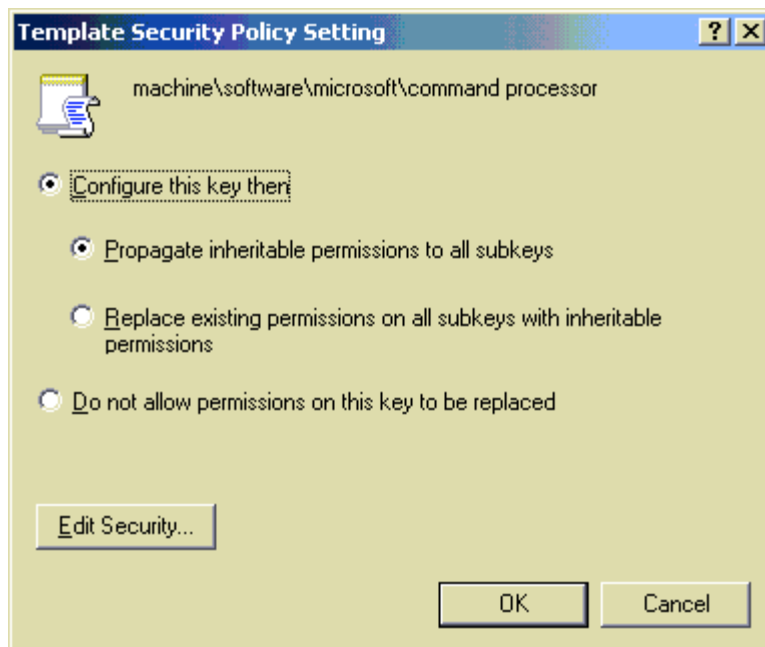 Template Security Policy Setting
machine\software\microsoft\command processor
Configure this key then
Propagate inheritable permissions to all subkeys
Replace existing permissions on all subkeys with inheritable
permissions
Do not allow permissions on this key to be replaced
Edit Security...
OK Cancel